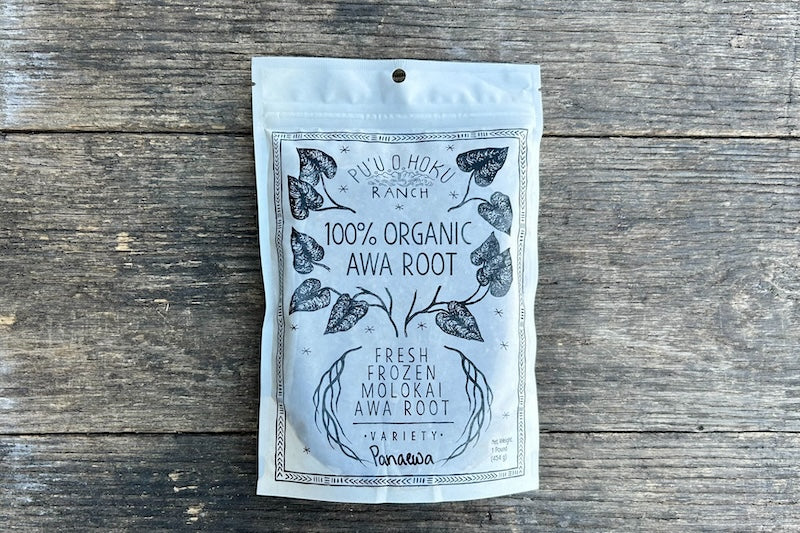 PU'U O HOKU
RANCH
100% ORGANIC
AWA ROOT
FRESH
FROZEN
MOLOKAI
AWA ROOT
• VARIETY •
Panaewa
Net Weight
1 Pound
(454 g)